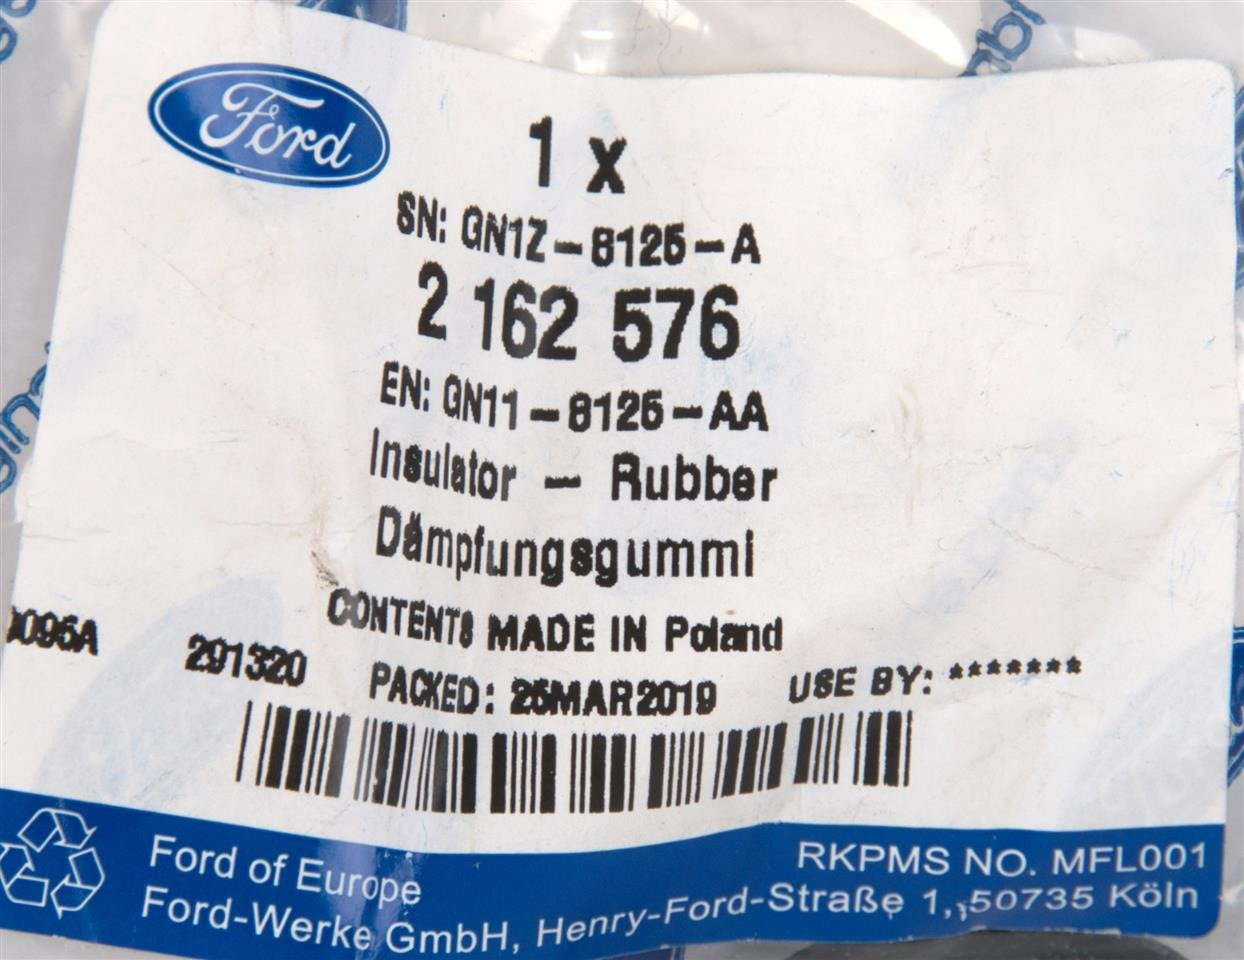 Ford
1 x
SN: GN1Z-8125-A
2 162 576
EN: GN11-8125-AA
Insulator - Rubber
Dämpfungsgummi
CONTENTS MADE IN Poland
0095A 291320 PACKED: 25MAR2019 USE BY: *******
Ford of Europe
RKPMS NO. MFL001
Ford-Werke GmbH, Henry-Ford-Straße 1, 50735 Köln